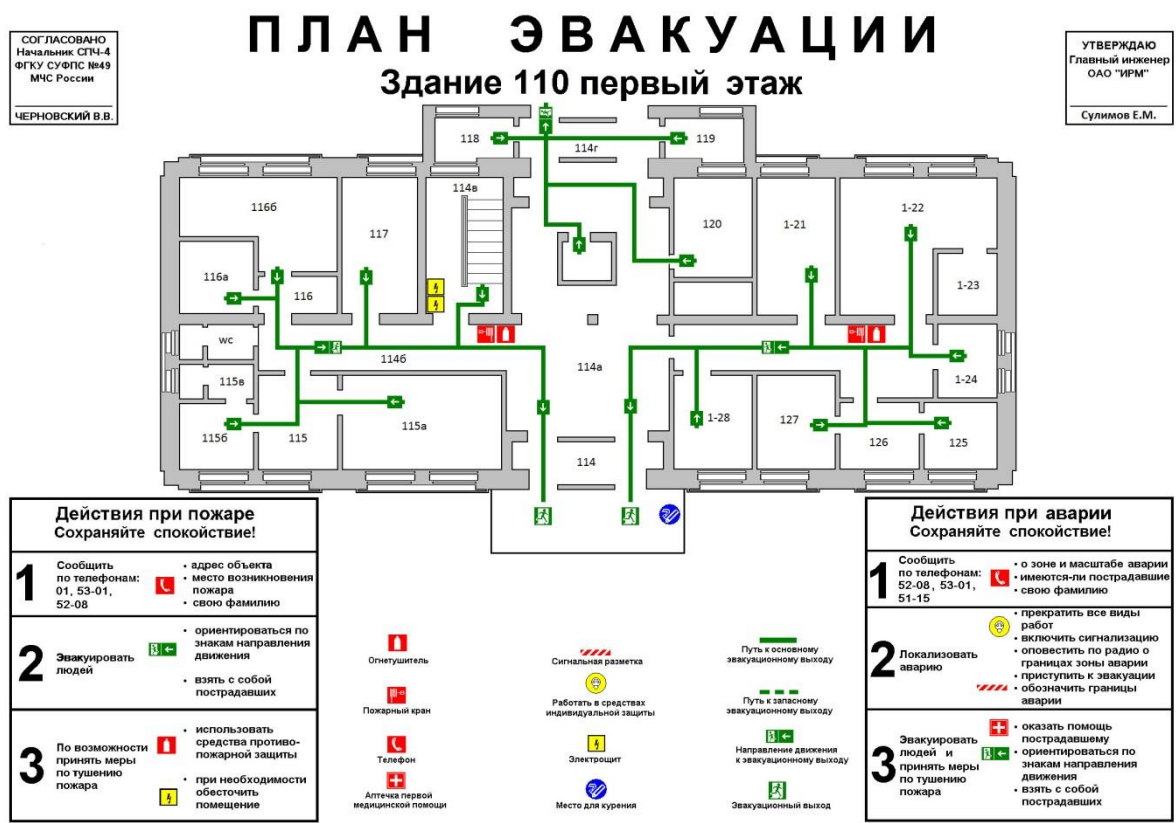 ПЛАН ЭВАКУАЦИИ
Здание 110 первый этаж
СОГЛАСОВАНО
Начальник СПЧ-4
ФГКУ СУФПС №49
МЧС России
ЧЕРНОВСКИЙ В.В.
УТВЕРЖДАЮ
Главный инженер
ОАО "ИРМ"
Сулимов Е.М.
118
114г
119
116б
117
114в
120
1-21
1-22
116а
116
1-23
wc
114б
114а
115в
1-24
115б
115
115а
114
1-28
127
126
125
Действия при пожаре
Сохраняйте спокойствие!
1
Сообщить
по телефонам:
01, 53-01,
52-08
• адрес объекта
• место возникновения
пожара
• свою фамилию
2
Эвакуировать
людей
• ориентироваться по
знакам направления
движения
• взять с собой
пострадавших
3
По возможности
принять меры
по тушению
пожара
• использовать
средства противо-
пожарной защиты
• при необходимости
обесточить
помещение
Огнетушитель
Пожарный кран
Телефон
Аптечка первой
медицинской помощи
Сигнальная разметка
Работать в средствах
индивидуальной защиты
Электрощит
Место для курения
Путь к основному
эвакуационному выходу
Путь к запасному
эвакуационному выходу
Направление движения
к эвакуационному выходу
Эвакуационный выход
Действия при аварии
Сохраняйте спокойствие!
1
Сообщить
по телефонам:
52-08, 53-01,
51-15
• о зоне и масштабе аварии
• имеются-ли пострадавшие
• свою фамилию
2
Локализовать
аварию
• прекратить все виды
работ
• включить сигнализацию
• оповестить по радио о
границах зоны аварии
• приступить к эвакуации
• обозначить границы
аварии
3
Эвакуировать
людей и
принять меры
по тушению
пожара
• оказать помощь
пострадавшему
• ориентироваться по
знакам направления
движения
• взять с собой
пострадавших